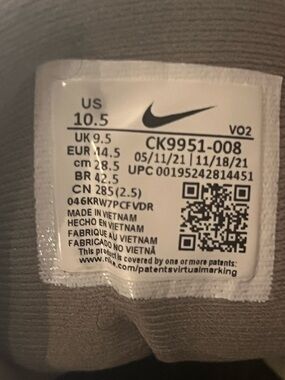 US
10.5
VO2
UK 9.5
EUR 44.5
cm 28.5
BR 42.5
CN 285(2.5)
CK9951-008
05/11/21 | 11/18/21
UPC 00195242814451
046KRW7PCFVDR
MADE IN VIETNAM
HECHO EN VIETNAM
FABRIQUE AU VIETNAM
FABRICADO NO VIETNÃ
This product is covered by one or more patents:
www.nike.com/patentsvirtualmarking